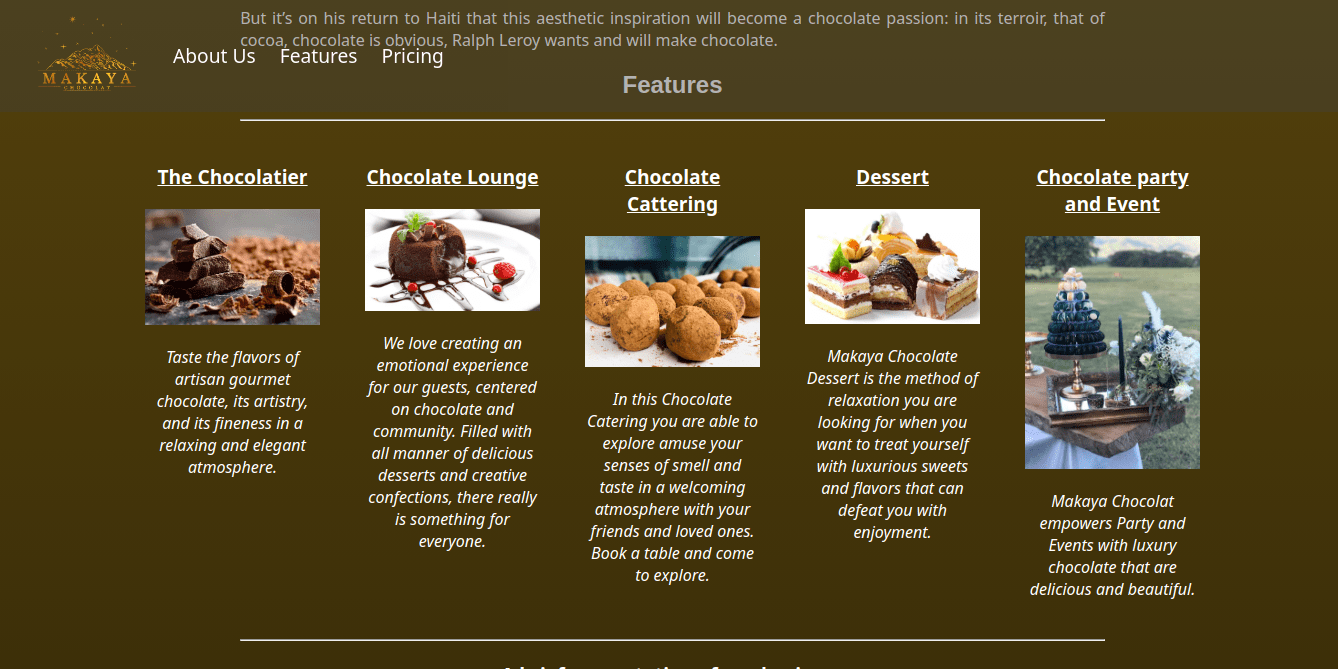 But it’s on his return to Haiti that this aesthetic inspiration will become a chocolate passion: in its terroir, that of
cocoa, chocolate is obvious, Ralph Leroy wants and will make chocolate.
MAKAYA
CHOCOLAT
About Us Features Pricing
Features
The Chocolatier
Taste the flavors of
artisan gourmet
chocolate, its artistry,
and its fineness in a
relaxing and elegant
atmosphere.
Chocolate Lounge
We love creating an
emotional experience
for our guests, centered
on chocolate and
community. Filled with
all manner of delicious
desserts and creative
confections, there really
is something for
everyone.
Chocolate
Cattering
In this Chocolate
Catering you are able to
explore amuse your
senses of smell and
taste in a welcoming
atmosphere with your
friends and loved ones.
Book a table and come
to explore.
Dessert
Makaya Chocolate
Dessert is the method of
relaxation you are
looking for when you
want to treat yourself
with luxurious sweets
and flavors that can
defeat you with
enjoyment.
Chocolate party
and Event
Makaya Chocolat
empowers Party and
Events with luxury
chocolate that are
delicious and beautiful.